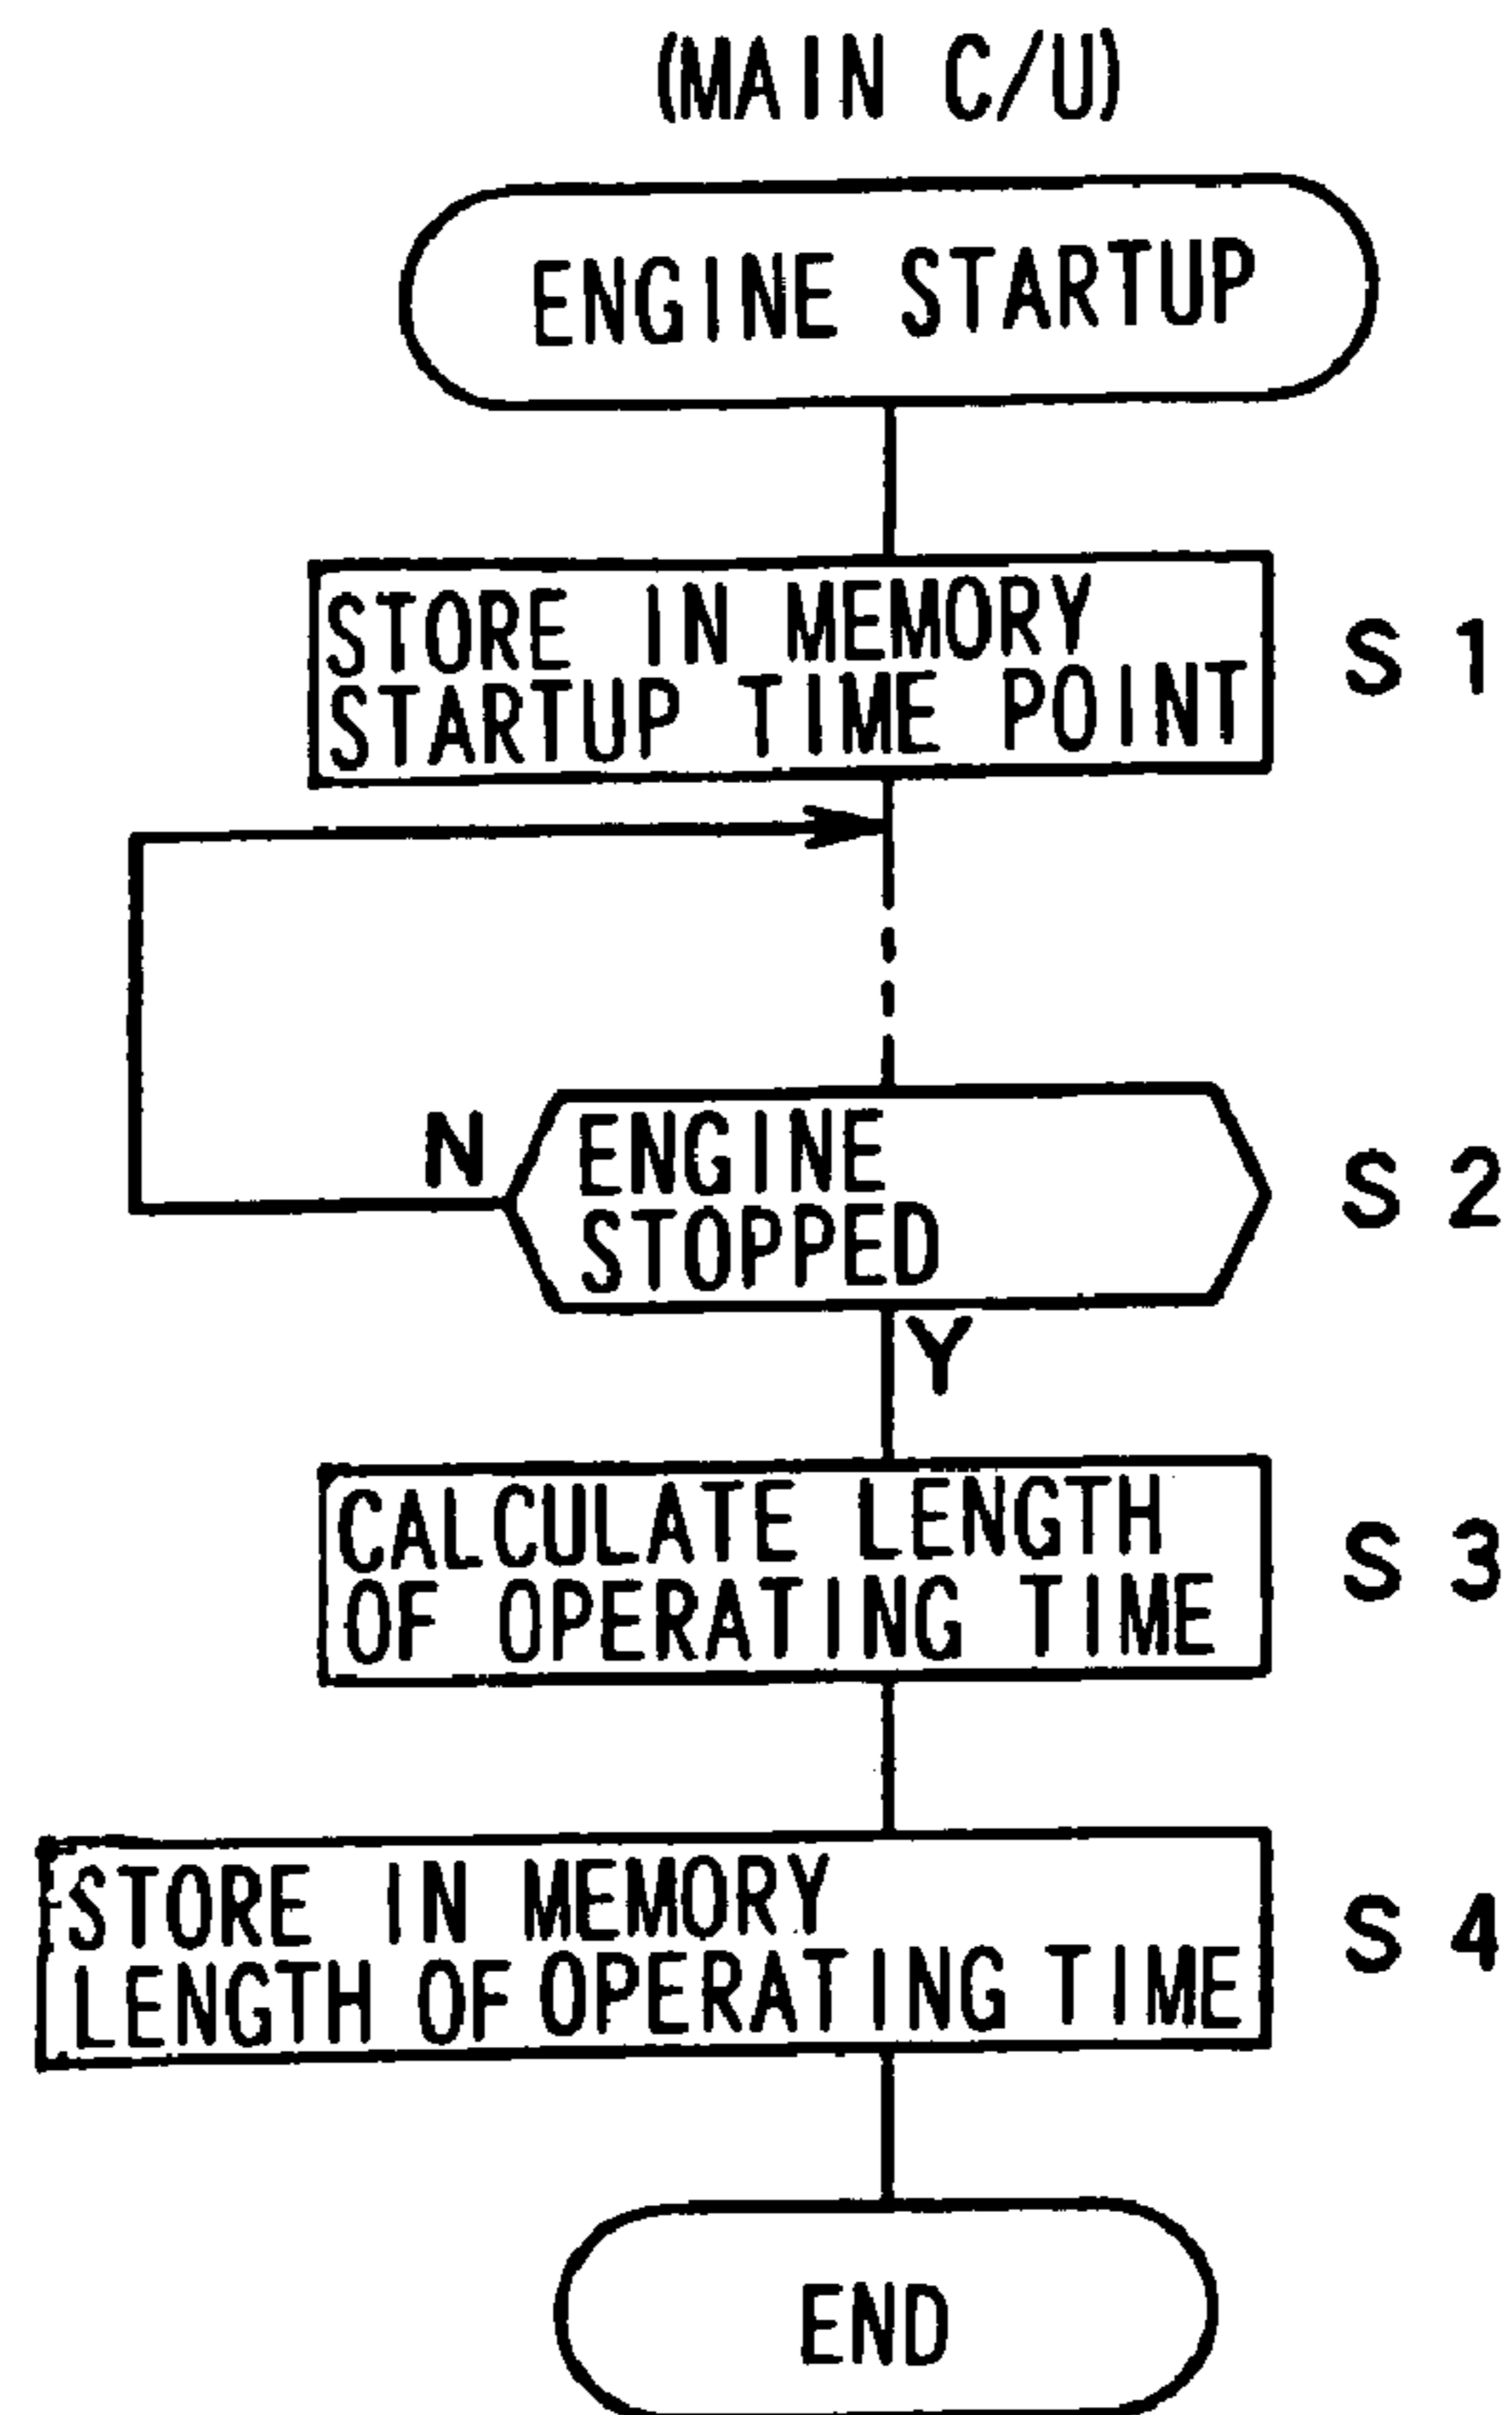 (MAIN C/U)
ENGINE STARTUP
STORE IN MEMORY
STARTUP TIME POINT
S 1
N
ENGINE
STOPPED
S 2
Y
CALCULATE LENGTH
OF OPERATING TIME
S 3
STORE IN MEMORY
LENGTH OF OPERATING TIME
S 4
END